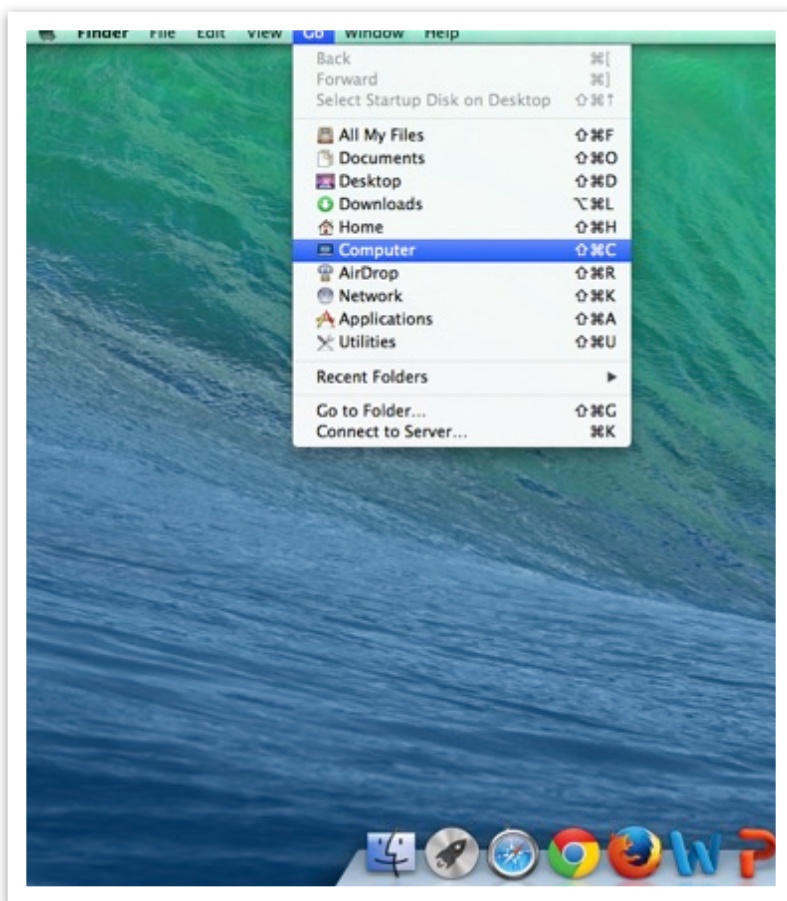 Finder File Edit View Go Window Help
Back ⌘[
Forward ⌘]
Select Startup Disk on Desktop ⇧⌘↑
All My Files ⇧⌘F
Documents ⇧⌘O
Desktop ⇧⌘D
Downloads ⌥⌘L
Home ⇧⌘H
Computer ⇧⌘C
AirDrop ⇧⌘R
Network ⇧⌘K
Applications ⇧⌘A
Utilities ⇧⌘U
Recent Folders ▶
Go to Folder... ⇧⌘G
Connect to Server... ⌘K